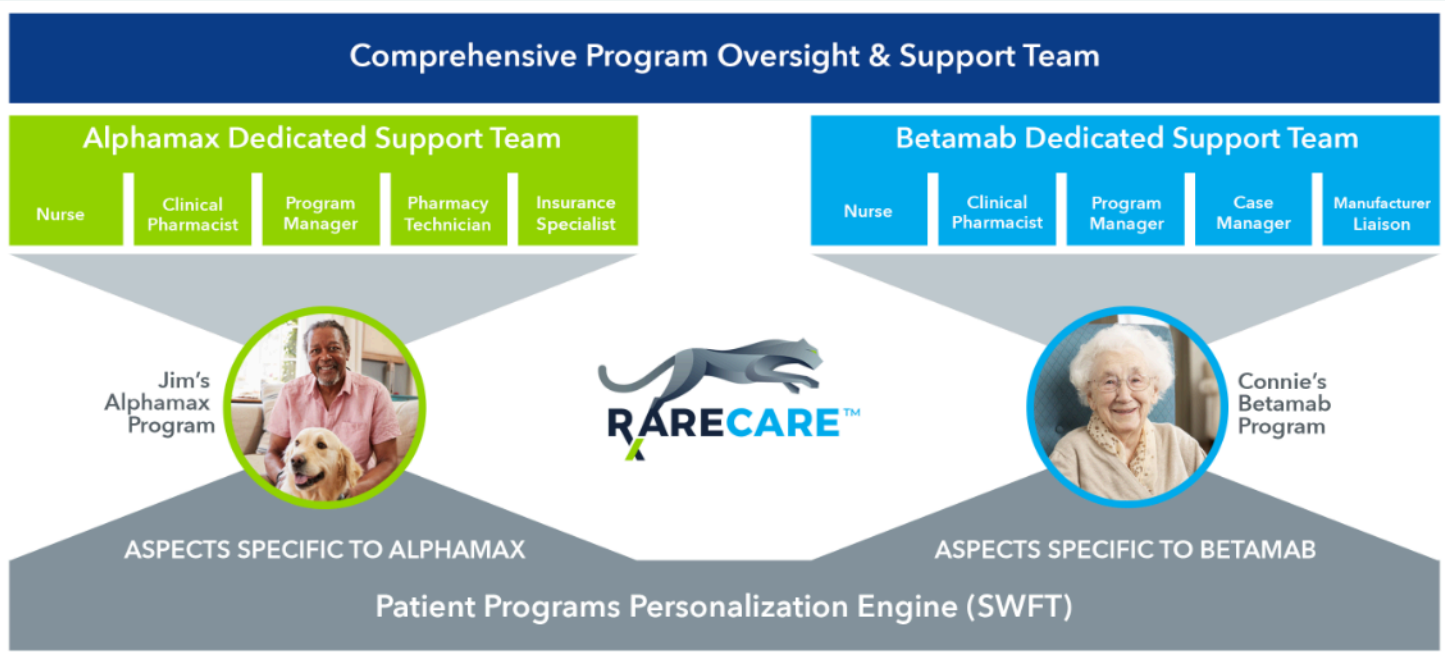 Comprehensive Program Oversight & Support Team
Alphamax Dedicated Support Team
Nurse
Clinical
Pharmacist
Program
Manager
Pharmacy
Technician
Insurance
Specialist
Betamab Dedicated Support Team
Nurse
Clinical
Pharmacist
Program
Manager
Case
Manager
Manufacturer
Liaison
Jim's
Alphamax
Program
RARECARE™
Connie's
Betamab
Program
ASPECTS SPECIFIC TO ALPHAMAX
ASPECTS SPECIFIC TO BETAMAB
Patient Programs Personalization Engine (SWFT)